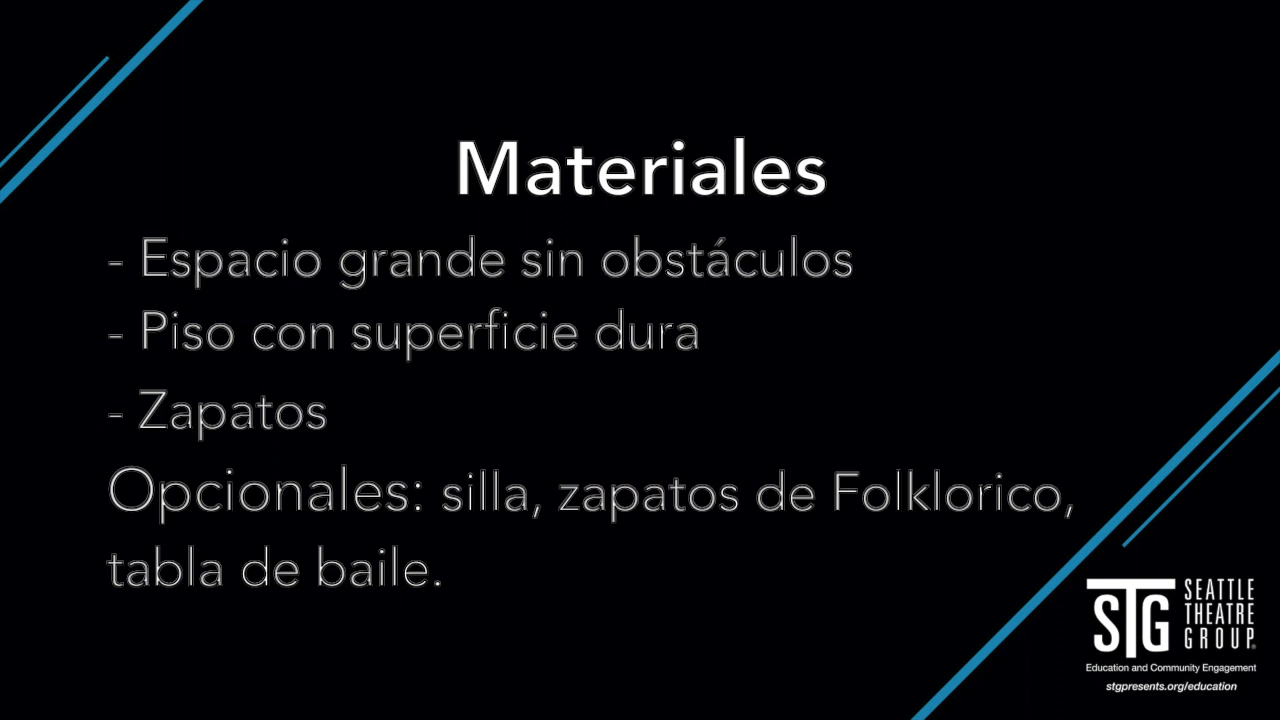 Materiales
- Espacio grande sin obstáculos
- Piso con superficie dura
- Zapatos
Opcionales: silla, zapatos de Folklorico,
tabla de baile.
STG SEATTLE
THEATRE
GROUP®
Education and Community Engagement
stgpresents.org/education